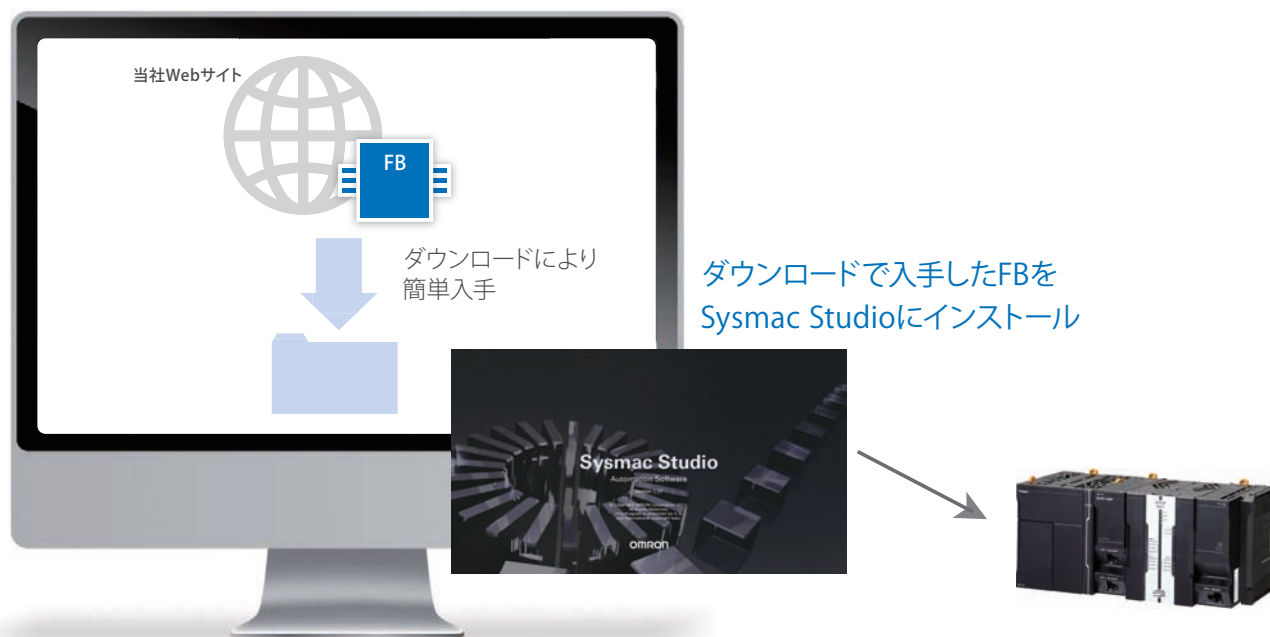 当社Webサイト
FB
ダウンロードにより
簡単入手
ダウンロードで入手したFBを
Sysmac Studioにインストール
Sysmac Studio
Automation Software
OMRON